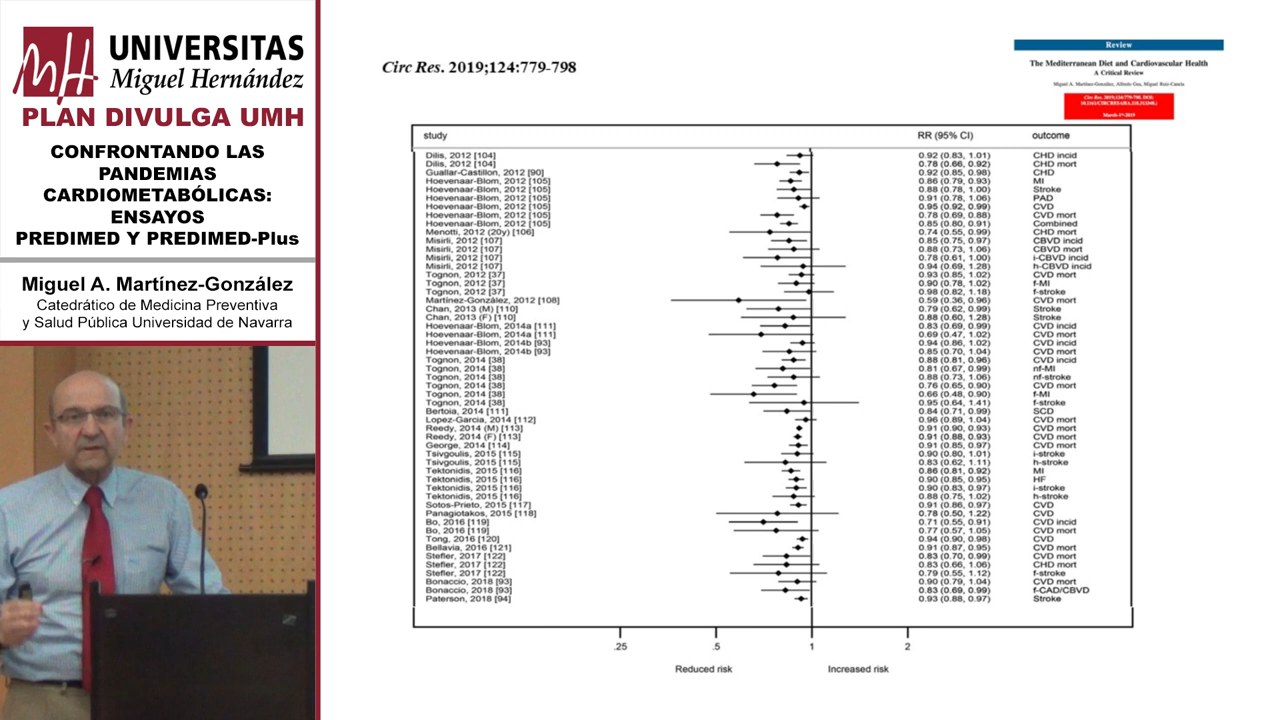 UNIVERSITAS
Miguel Hernández
PLAN DIVULGA UMH
CONFRONTANDO LAS
PANDEMIAS
CARDIOMETABÓLICAS:
ENSAYOS
PREDIMED Y PREDIMED-Plus
Miguel A. Martínez-González
Catedrático de Medicina Preventiva
y Salud Pública Universidad de Navarra
Circ Res. 2019;124:779-798
Review
The Mediterranean Diet and Cardiovascular Health
A Critical Review
Miguel A. Martínez-González, Alfredo Gea, Miguel Ruiz-Canela
Circ Res. 2019;124:779-798. DOI:
March 1st 2019
study RR (95% CI) outcome
Dilis, 2012 [104] 0.92 (0.83, 1.01) CHD incid
Dilis, 2012 [104] 0.78 (0.66, 0.92) CHD mort
Guallar-Castillon, 2012 [90] 0.92 (0.85, 0.98) CHD
Hoevenaar-Blom, 2012 [105] 0.86 (0.79, 0.93) MI
Hoevenaar-Blom, 2012 [105] 0.88 (0.78, 1.00) Stroke
Hoevenaar-Blom, 2012 [105] 0.91 (0.78, 1.06) PAD
Hoevenaar-Blom, 2012 [105] 0.95 (0.92, 0.99) CVD
Hoevenaar-Blom, 2012 [105] 0.78 (0.69, 0.88) CVD mort
Hoevenaar-Blom, 2012 [105] 0.85 (0.80, 0.91) Combined
Menotti, 2012 (20y) [106] 0.74 (0.55, 0.99) CHD mort
Misirli, 2012 [107] 0.85 (0.75, 0.97) CBVD incid
Misirli, 2012 [107] 0.88 (0.73, 1.06) CBVD mort
Misirli, 2012 [107] 0.78 (0.61, 1.00) i-CBVD incid
Misirli, 2012 [107] 0.94 (0.69, 1.28) h-CBVD incid
Tognon, 2012 [37] 0.93 (0.85, 1.02) CVD mort
Tognon, 2012 [37] 0.90 (0.78, 1.02) f-MI
Tognon, 2012 [37] 0.98 (0.82, 1.18) f-stroke
Martínez-González, 2012 [108] 0.59 (0.36, 0.96) CVD mort
Chan, 2013 (M) [110] 0.79 (0.62, 0.99) Stroke
Chan, 2013 (F) [110] 0.88 (0.60, 1.28) Stroke
Hoevenaar-Blom, 2014a [111] 0.83 (0.69, 0.99) CVD incid
Hoevenaar-Blom, 2014a [111] 0.69 (0.47, 1.02) CVD mort
Hoevenaar-Blom, 2014b [93] 0.94 (0.86, 1.02) CVD incid
Hoevenaar-Blom, 2014b [93] 0.85 (0.70, 1.04) CVD mort
Tognon, 2014 [38] 0.88 (0.81, 0.96) CVD incid
Tognon, 2014 [38] 0.81 (0.67, 0.99) nf-MI
Tognon, 2014 [38] 0.88 (0.73, 1.06) nf-stroke
Tognon, 2014 [38] 0.76 (0.65, 0.90) CVD mort
Tognon, 2014 [38] 0.66 (0.48, 0.90) f-MI
Tognon, 2014 [38] 0.95 (0.64, 1.41) f-stroke
Bertoia, 2014 [111] 0.84 (0.71, 0.99) SCD
Lopez-Garcia, 2014 [112] 0.96 (0.89, 1.04) CVD mort
Reedy, 2014 (M) [113] 0.91 (0.90, 0.93) CVD mort
Reedy, 2014 (F) [113] 0.91 (0.88, 0.93) CVD mort
George, 2014 [114] 0.91 (0.85, 0.97) CVD mort
Tsivgoulis, 2015 [115] 0.90 (0.80, 1.01) i-stroke
Tsivgoulis, 2015 [115] 0.83 (0.62, 1.11) h-stroke
Tektonidis, 2015 [116] 0.86 (0.81, 0.92) MI
Tektonidis, 2015 [116] 0.90 (0.85, 0.95) HF
Tektonidis, 2015 [116] 0.90 (0.83, 0.97) i-stroke
Tektonidis, 2015 [116] 0.88 (0.75, 1.02) h-stroke
Sotos-Prieto, 2015 [117] 0.91 (0.86, 0.97) CVD
Panagiotakos, 2015 [118] 0.78 (0.50, 1.22) CVD
Bo, 2016 [119] 0.71 (0.55, 0.91) CVD incid
Bo, 2016 [119] 0.77 (0.57, 1.05) CVD mort
Tong, 2016 [120] 0.94 (0.90, 0.98) CVD
Bellavia, 2016 [121] 0.91 (0.87, 0.95) CVD mort
Stefler, 2017 [122] 0.83 (0.70, 0.99) CVD mort
Stefler, 2017 [122] 0.83 (0.66, 1.06) CHD mort
Stefler, 2017 [122] 0.79 (0.55, 1.12) f-stroke
Bonaccio, 2018 [93] 0.90 (0.79, 1.04) CVD mort
Bonaccio, 2018 [93] 0.83 (0.69, 0.99) f-CAD/CBVD
Paterson, 2018 [94] 0.93 (0.88, 0.97) Stroke
.25 .5 1 2
Reduced risk Increased risk